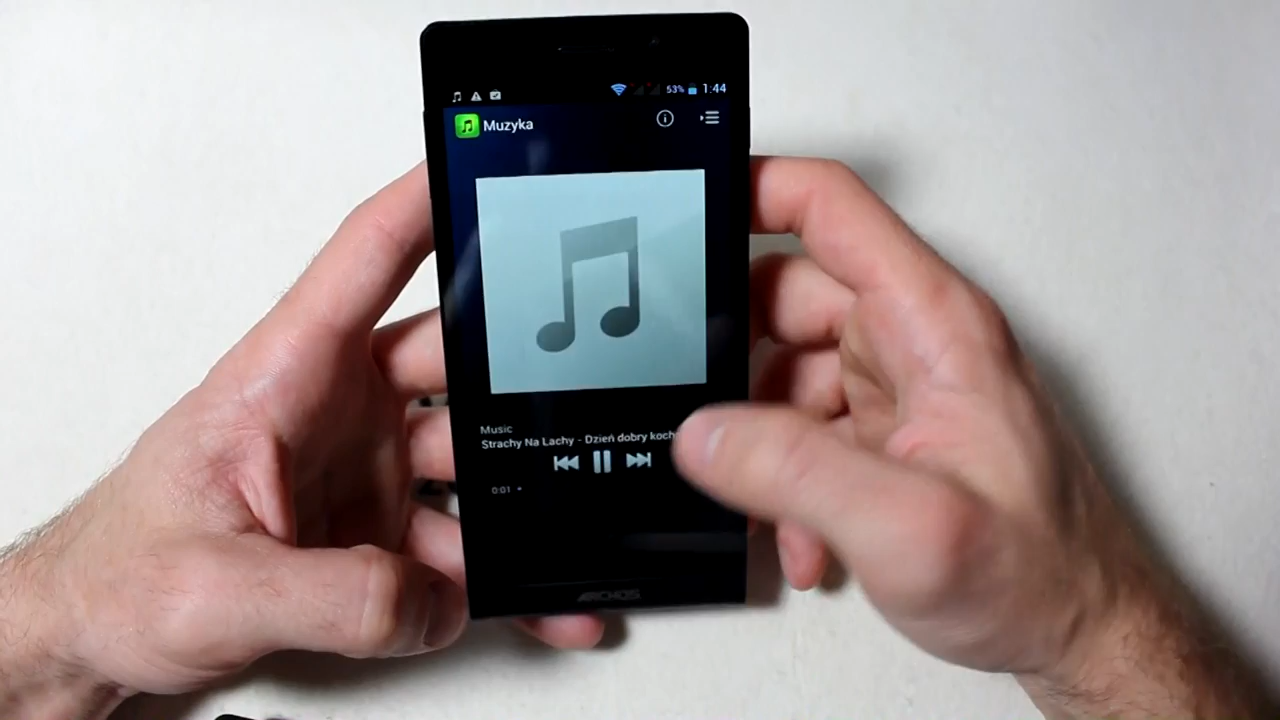 53% 1:44
Muzyka
Music
Strachy Na Lachy - Dzień dobry koch
0:01
ARCHOS